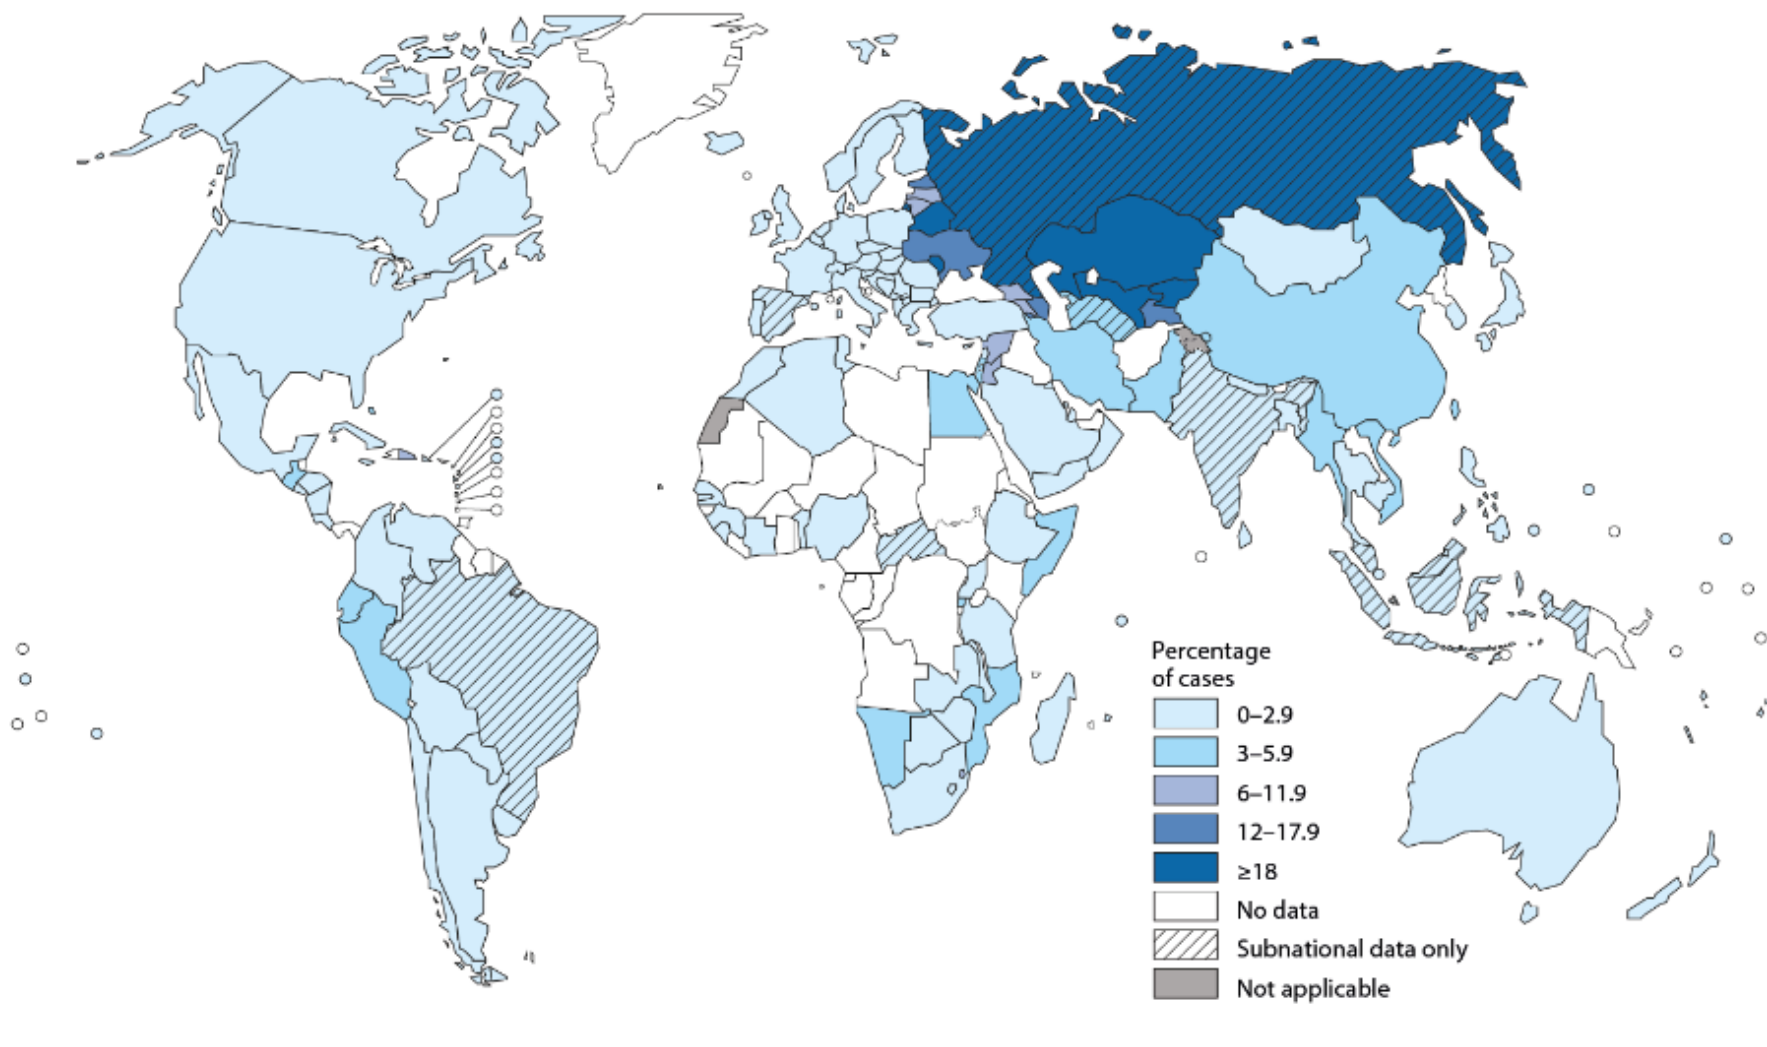 Percentage
of cases
0–2.9
3–5.9
6–11.9
12–17.9
≥18
No data
Subnational data only
Not applicable